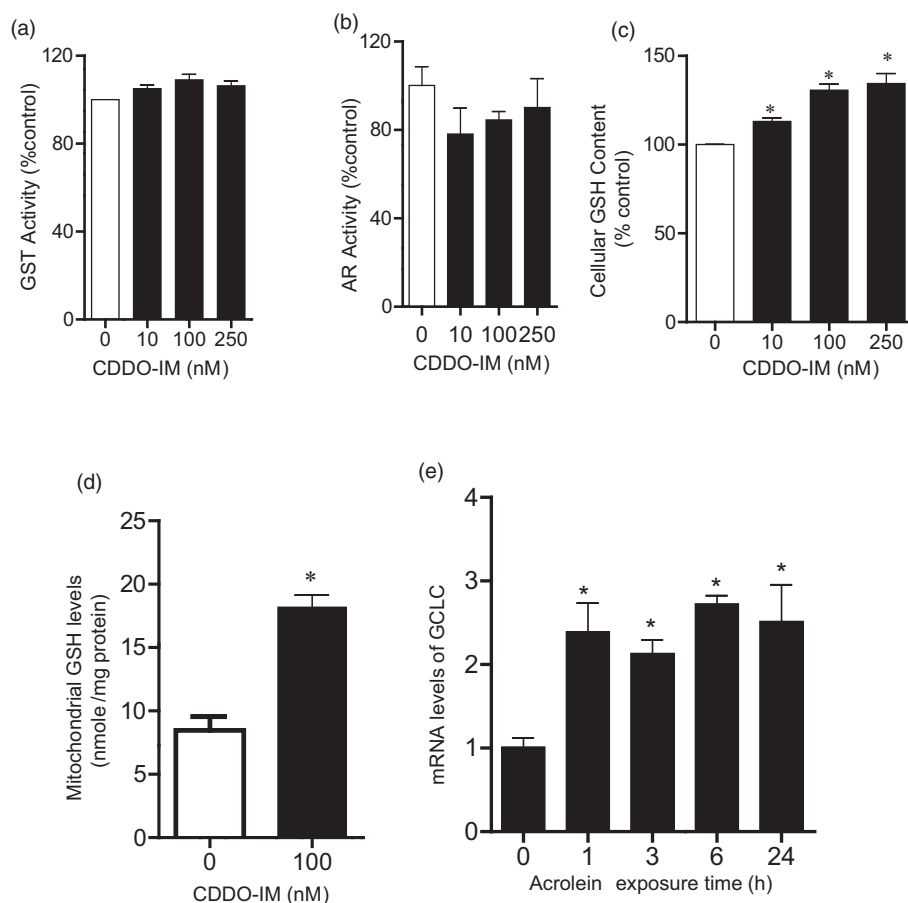 (a)
GST Activity (%control)
120
80
40
0
0 10 100 250
CDDO-IM (nM)
(b)
AR Activity (%control)
120
80
40
0
0 10 100 250
CDDO-IM (nM)
(c)
Cellular GSH Content
(% control)
150
100
50
0
* * *
0 10 100 250
CDDO-IM (nM)
(d)
Mitochondrial GSH levels
(nmole/mg protein)
25
20
15
10
5
0
*
0 100
CDDO-IM (nM)
(e)
mRNA levels of GCLC
4
3
2
1
0
* * * *
0 1 3 6 24
Acrolein exposure time (h)